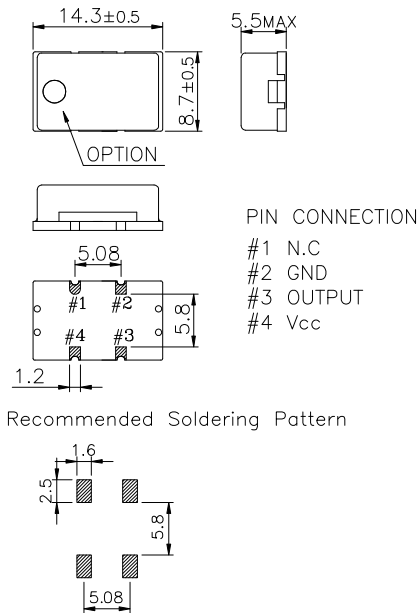 14.3±0.5
5.5MAX
8.7±0.5
OPTION
PIN CONNECTION
#1 N.C
#2 GND
#3 OUTPUT
#4 Vcc
5.08
#1 #2
#4 #3
5.8
1.2
Recommended Soldering Pattern
1.6
2.5
5.8
5.08